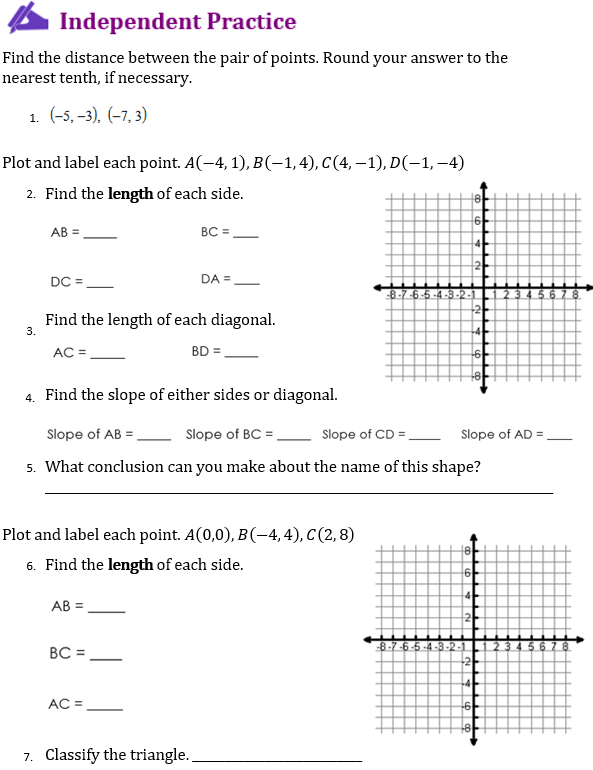 Independent Practice
Find the distance between the pair of points. Round your answer to the
nearest tenth, if necessary.
1. (−5, −3), (−7, 3)
Plot and label each point. A(−4, 1), B(−1, 4), C(4, −1), D(−1, −4)
2. Find the length of each side.
AB = ____ BC = ____
DC = ____ DA = ____
3. Find the length of each diagonal.
AC = ____ BD = ____
8
6
4
2
-8-7-6-5-4-3-2-1 1 2 3 4 5 6 7 8
-2
-4
-6
-8
4. Find the slope of either sides or diagonal.
Slope of AB = ____ Slope of BC = ____ Slope of CD = ____ Slope of AD = ____
5. What conclusion can you make about the name of this shape?
Plot and label each point. A(0,0), B(−4, 4), C(2, 8)
6. Find the length of each side.
AB = ____
BC = ____
AC = ____
8
6
4
2
-8-7-6-5-4-3-2-1 1 2 3 4 5 6 7 8
-2
-4
-6
-8
7. Classify the triangle. ____